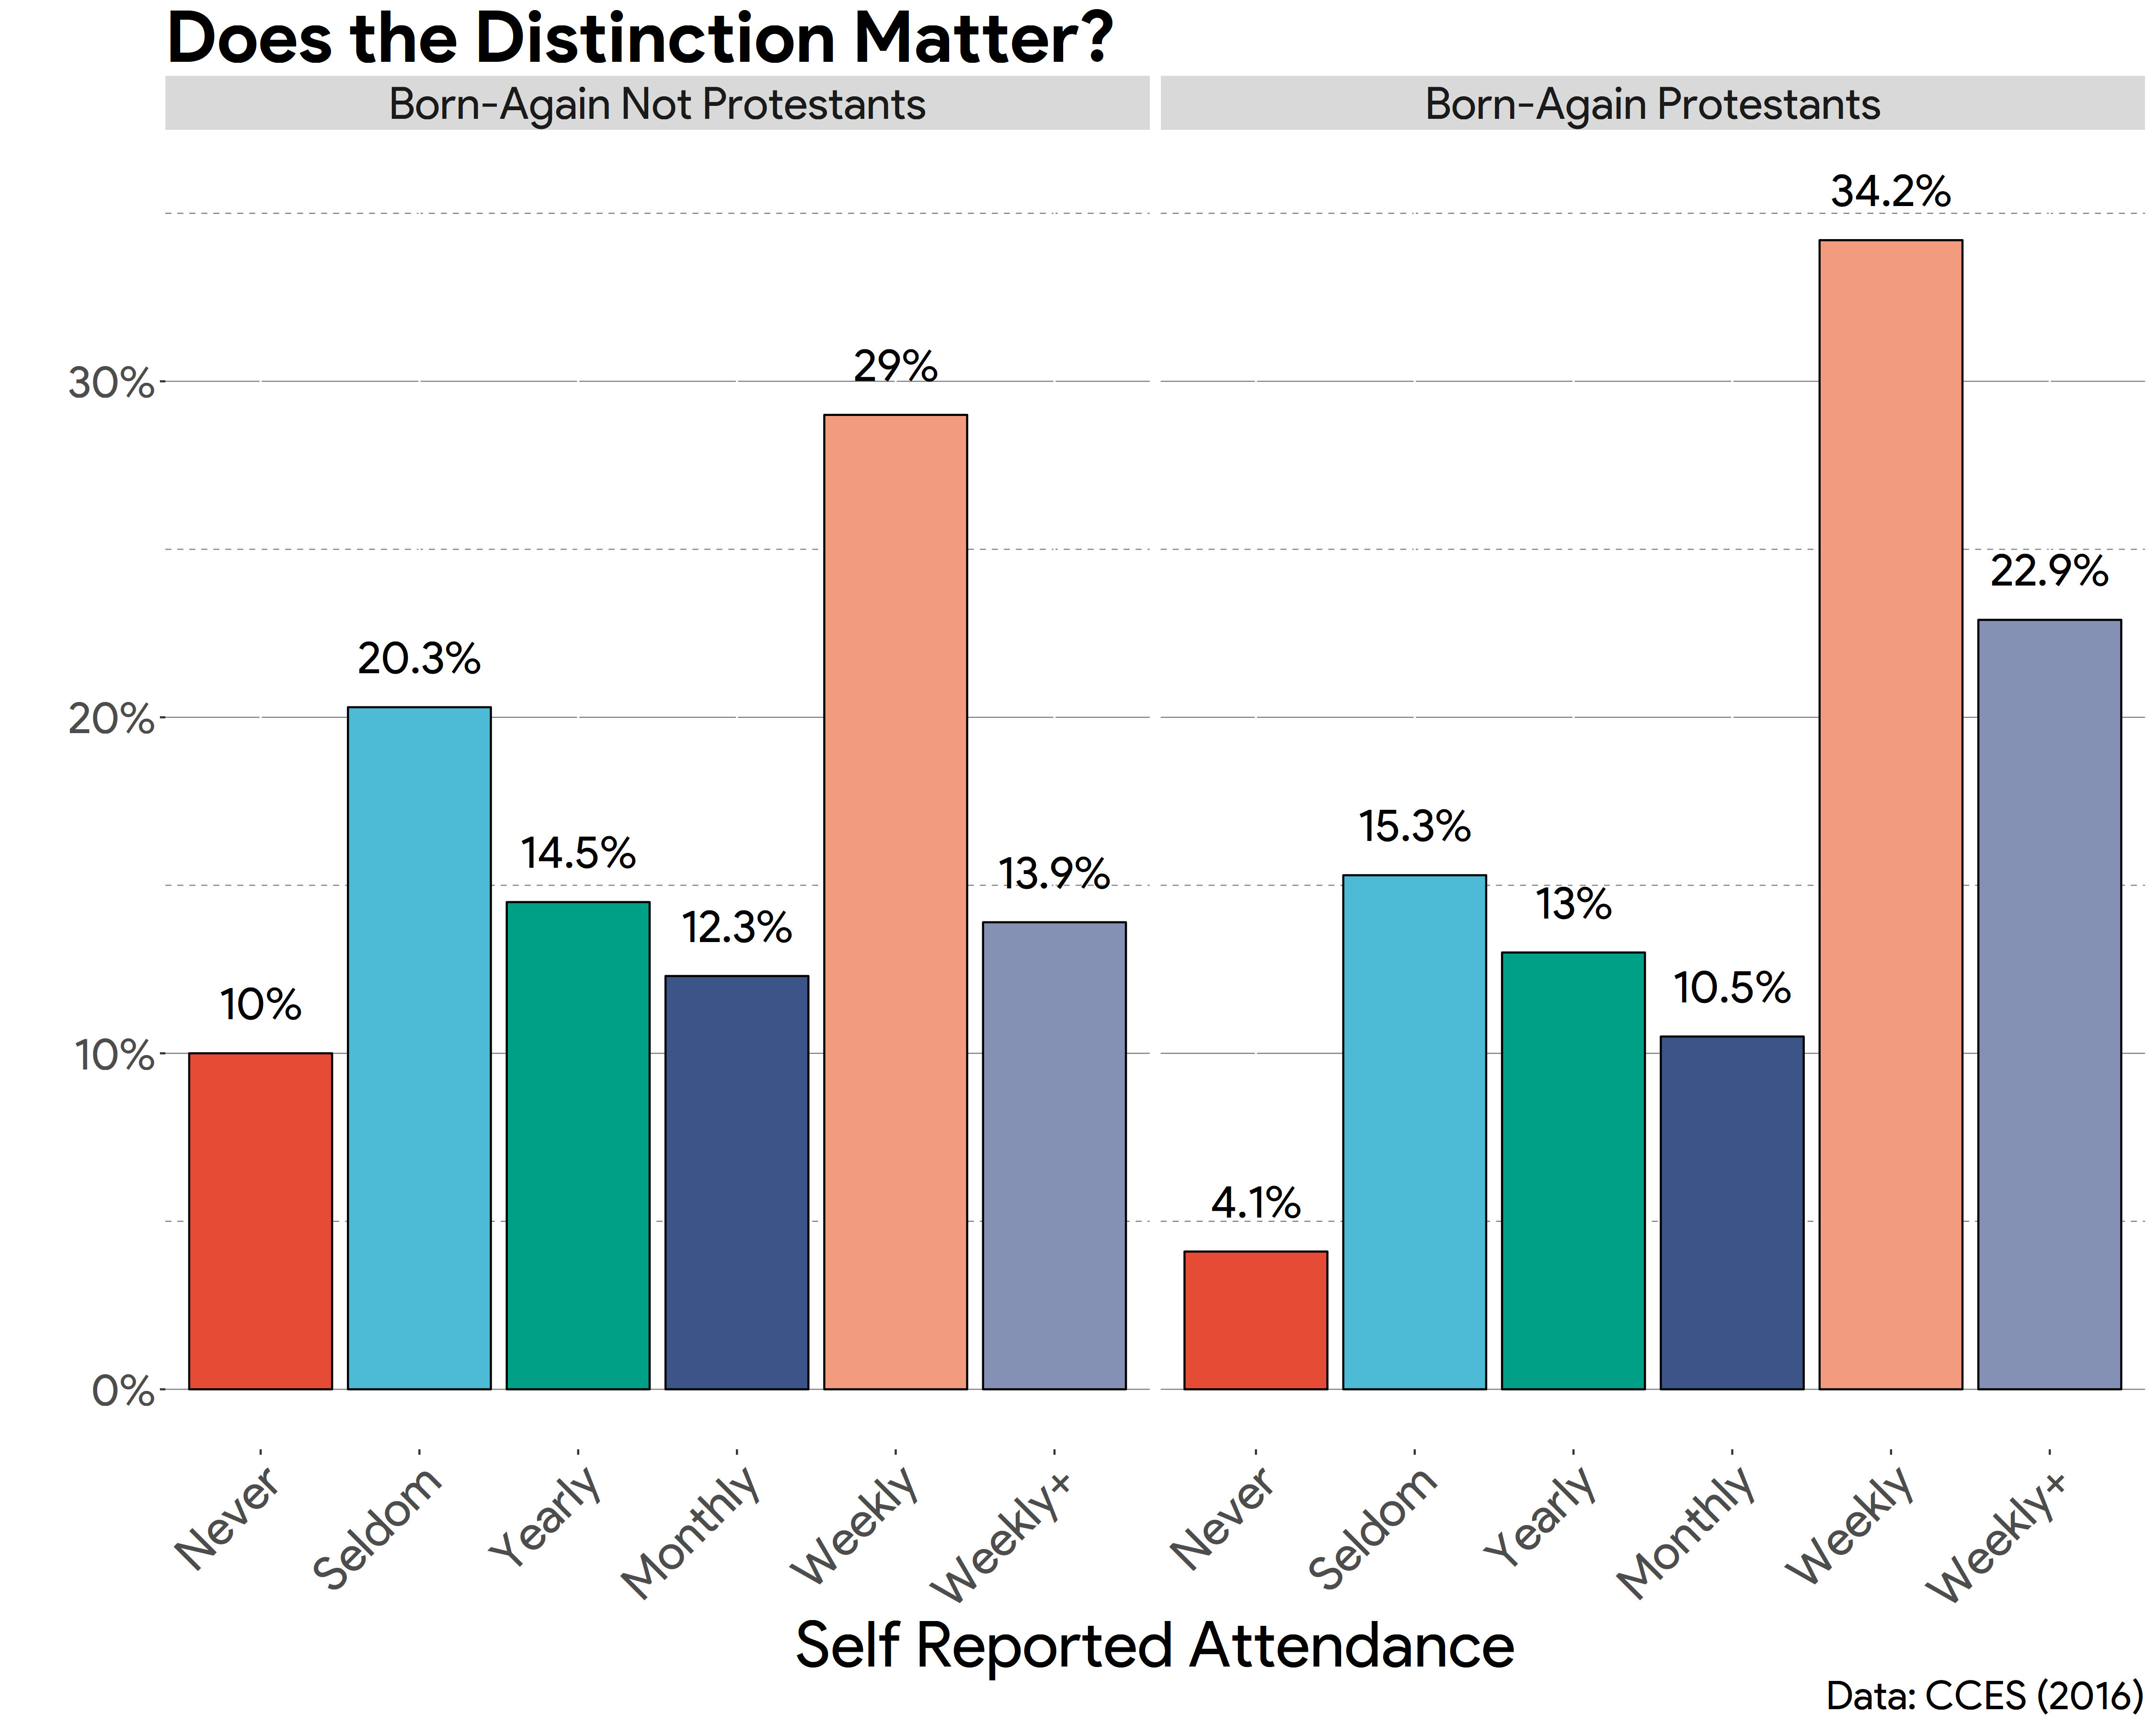 Does the Distinction Matter?
Born-Again Not Protestants
Born-Again Protestants
34.2%
30%
29%
22.9%
20%
20.3%
14.5%
12.3%
13.9%
15.3%
13%
10.5%
10%
10%
4.1%
0%
Never Seldom Yearly Monthly Weekly Weekly+
Never Seldom Yearly Monthly Weekly Weekly+
Self Reported Attendance
Data: CCES (2016)